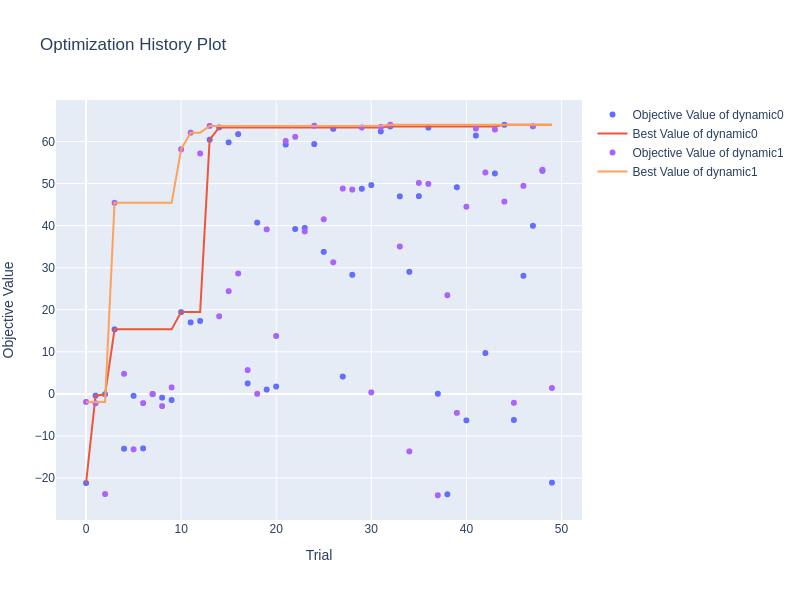 Optimization History Plot
Objective Value of dynamic0
Best Value of dynamic0
Objective Value of dynamic1
Best Value of dynamic1
60
50
40
30
20
10
0
−10
−20
Objective Value
0 10 20 30 40 50
Trial